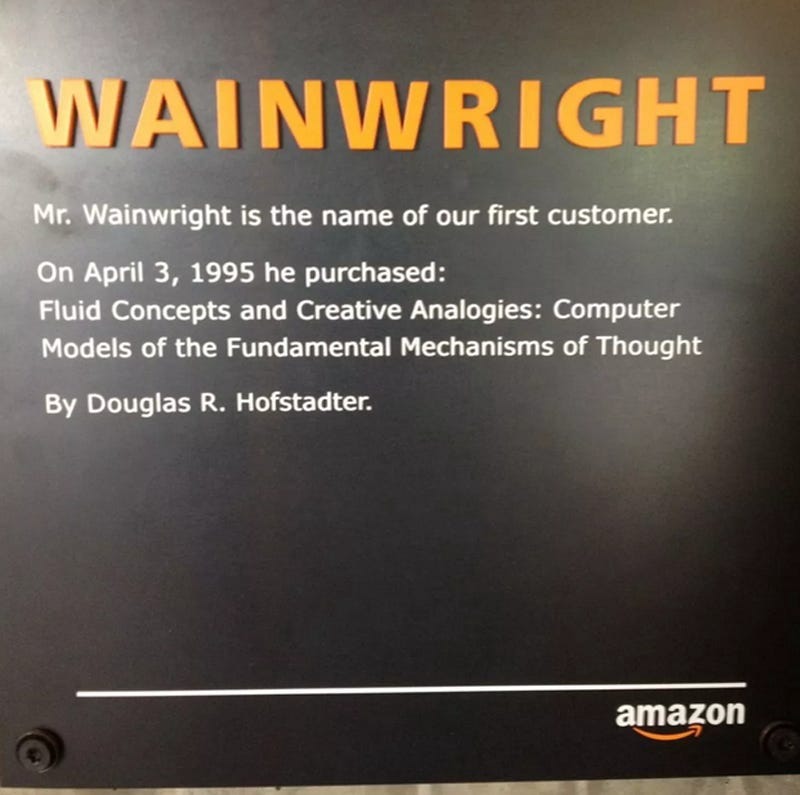 WAINWRIGHT
Mr. Wainwright is the name of our first customer.
On April 3, 1995 he purchased:
Fluid Concepts and Creative Analogies: Computer
Models of the Fundamental Mechanisms of Thought
By Douglas R. Hofstadter.
amazon